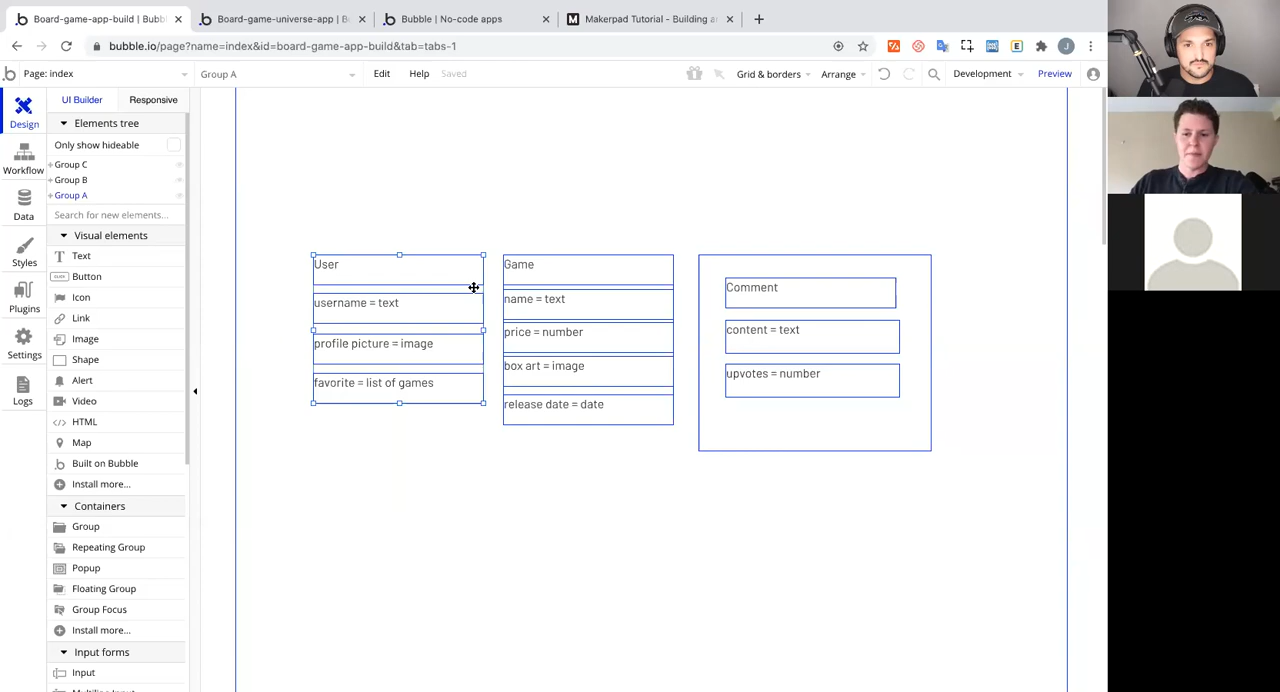 Board-game-app-build | Bubb
Board-game-universe-app | B
Bubble | No-code apps
Makerpad Tutorial - Building a
bubble.io/page?name=index&id=board-game-app-build&tab=tabs-1
Page: index
Group A
Edit
Help
Saved
Grid & borders
Arrange
Development
Preview
Design
Workflow
Data
Styles
Plugins
Settings
Logs
UI Builder
Responsive
Elements tree
Only show hideable
Group C
Group B
Group A
Search for new elements...
Visual elements
Text
Button
Icon
Link
Image
Shape
Alert
Video
HTML
Map
Built on Bubble
Install more...
Containers
Group
Repeating Group
Popup
Floating Group
Group Focus
Install more...
Input forms
Input
User
username = text
profile picture = image
favorite = list of games
Game
name = text
price = number
box art = image
release date = date
Comment
content = text
upvotes = number